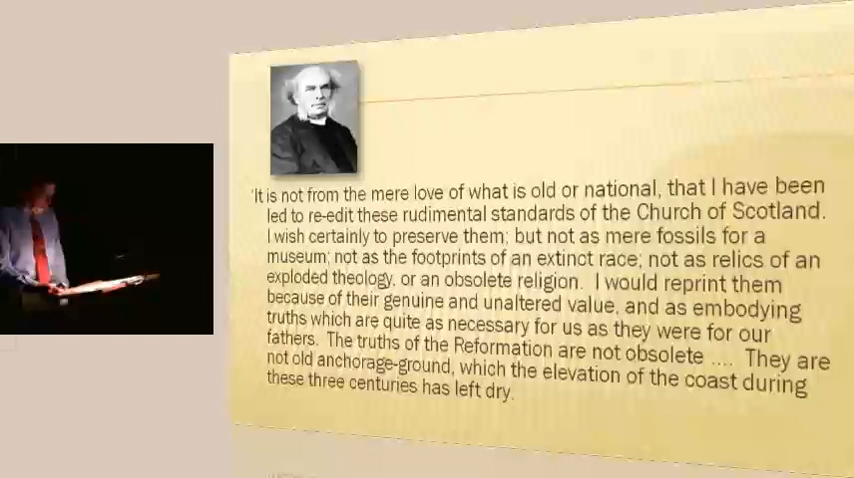 'It is not from the mere love of what is old or national, that I have been
led to re-edit these rudimental standards of the Church of Scotland.
I wish certainly to preserve them; but not as mere fossils for a
museum; not as the footprints of an extinct race; not as relics of an
exploded theology, or an obsolete religion. I would reprint them
because of their genuine and unaltered value, and as embodying
truths which are quite as necessary for us as they were for our
fathers. The truths of the Reformation are not obsolete .... They are
not old anchorage-ground, which the elevation of the coast during
these three centuries has left dry.